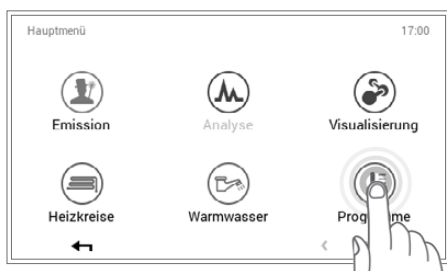 Hauptmenü 17:00
Emission Analyse Visualisierung
Heizkreise Warmwasser